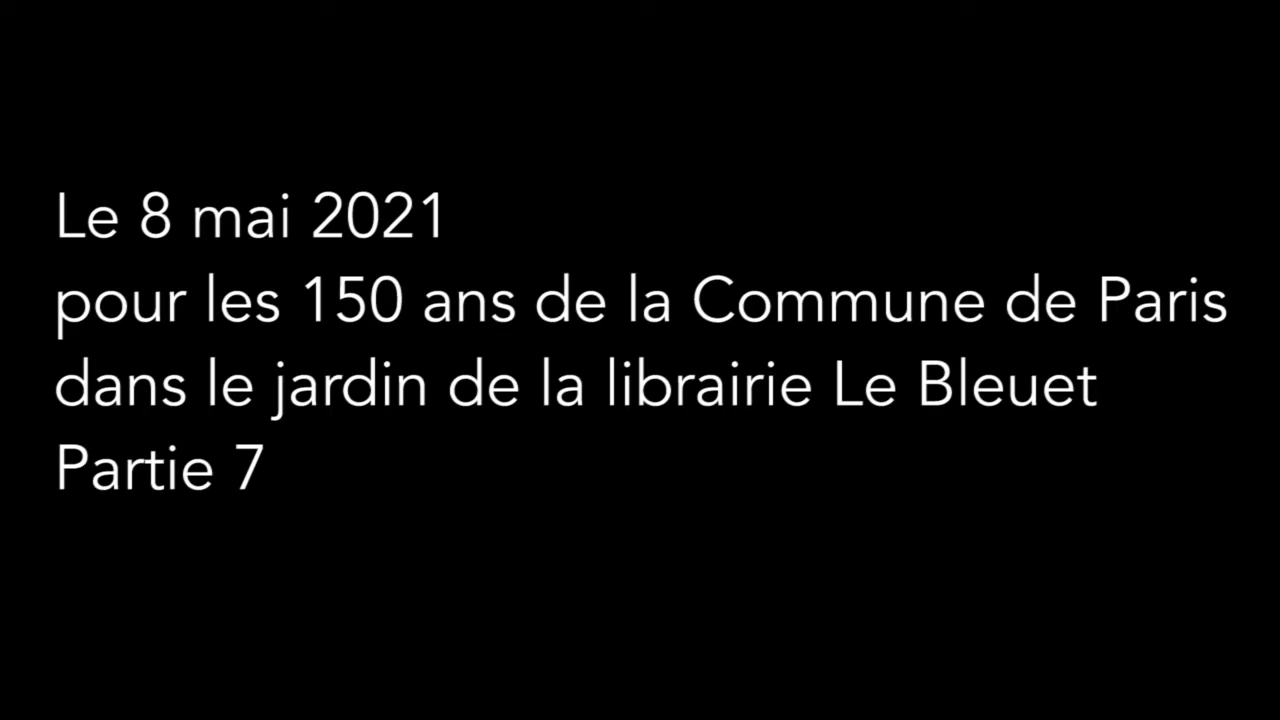 Le 8 mai 2021
pour les 150 ans de la Commune de Paris
dans le jardin de la librairie Le Bleuet
Partie 7